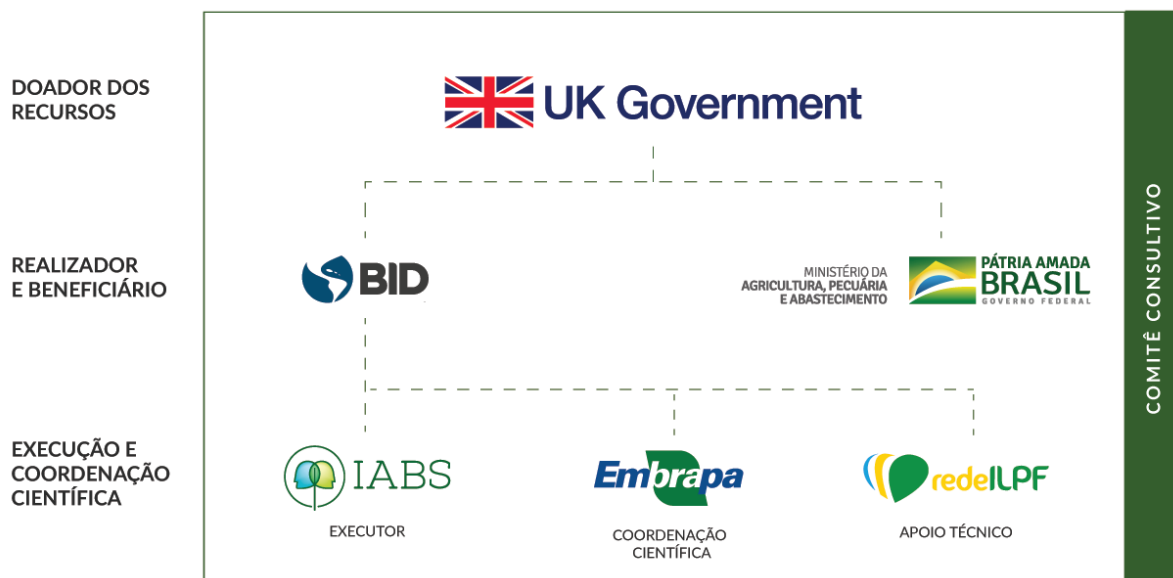 DOADOR DOS
RECURSOS
UK Government
REALIZADOR
E BENEFICIÁRIO
BID
MINISTÉRIO DA
AGRICULTURA, PECUÁRIA
E ABASTECIMENTO
PÁTRIA AMADA
BRASIL
GOVERNO FEDERAL
EXECUÇÃO E
COORDENAÇÃO
CIENTÍFICA
IABS
EXECUTOR
Embrapa
COORDENAÇÃO
CIENTÍFICA
redeILPF
APOIO TÉCNICO
COMITÊ CONSULTIVO